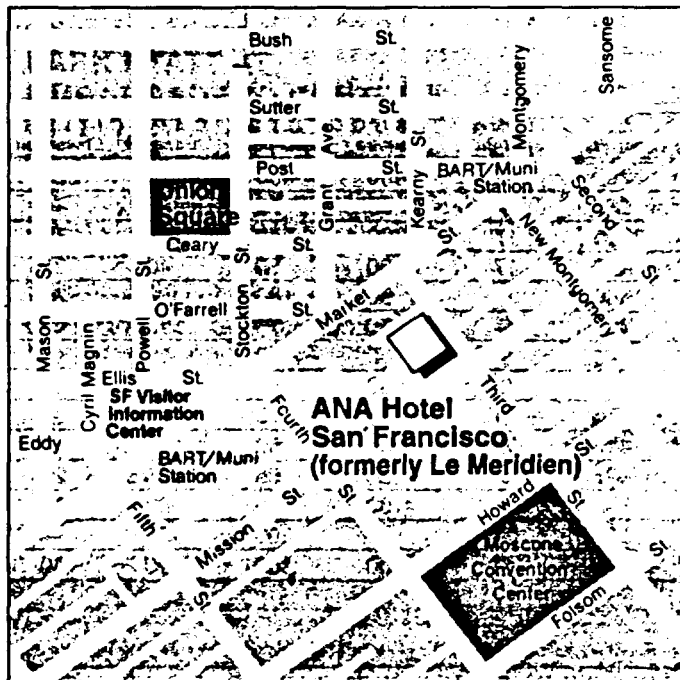 Bush St.
Sansome
Montgomery
Sutter St.
Ave
St.
Post St.
BART/Muni
Station
Union
Square
Grant
Kearny
Second
St.
New Montgomery
Geary St.
St.
St.
St.
St.
O'Farrell St.
Market
Mason
Cyril Magnin
Powell
Stockton
Ellis St.
SF Visitor
Information
Center
Third
St.
Fourth
St.
ANA Hotel
San Francisco
(formerly Le Meridien)
Eddy
BART/Muni
Station
Fifth
St.
Mission St.
Howard St.
Moscone
Convention
Center
Folsom